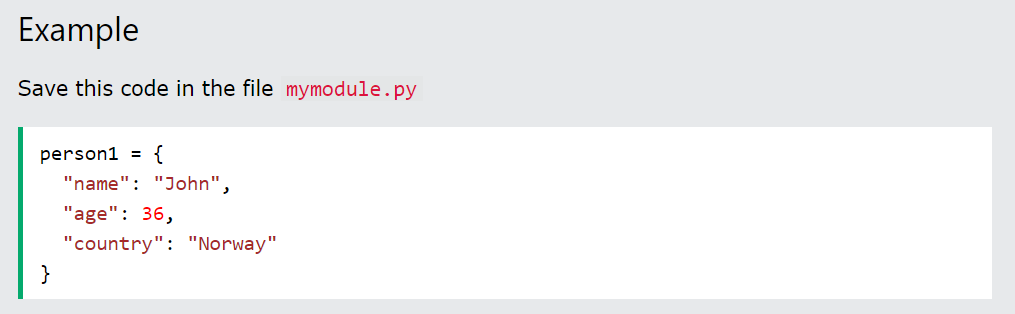 Example
Save this code in the file mymodule.py
person1 = {
  "name": "John",
  "age": 36,
  "country": "Norway"
}